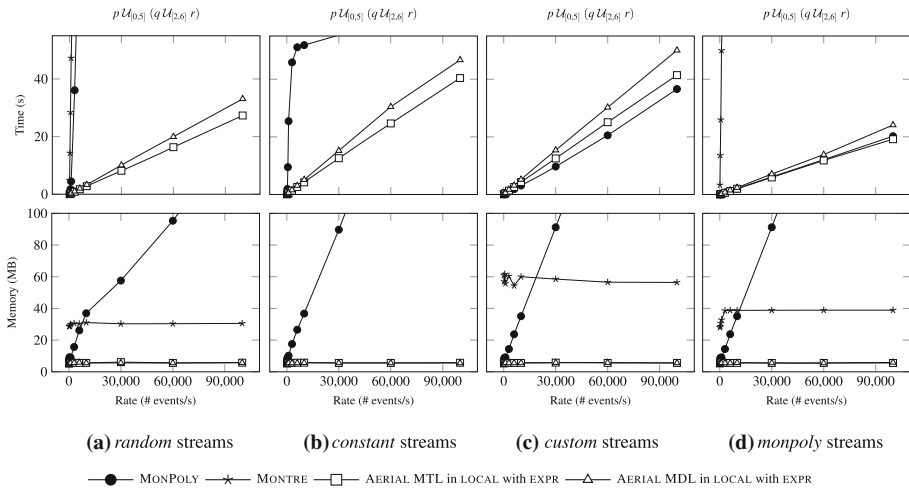 p U[0,5] (q U[2,6] r) p U[0,5] (q U[2,6] r) p U[0,5] (q U[2,6] r) p U[0,5] (q U[2,6] r)
Time (s)
40
20
0
Memory (MB)
100
80
60
40
20
0
0 30,000 60,000 90,000 0 30,000 60,000 90,000 0 30,000 60,000 90,000 0 30,000 60,000 90,000
Rate (# events/s) Rate (# events/s) Rate (# events/s) Rate (# events/s)
(a) random streams (b) constant streams (c) custom streams (d) monpoly streams
MONPOLY MONTRE AERIAL MTL in LOCAL with EXPR AERIAL MDL in LOCAL with EXPR